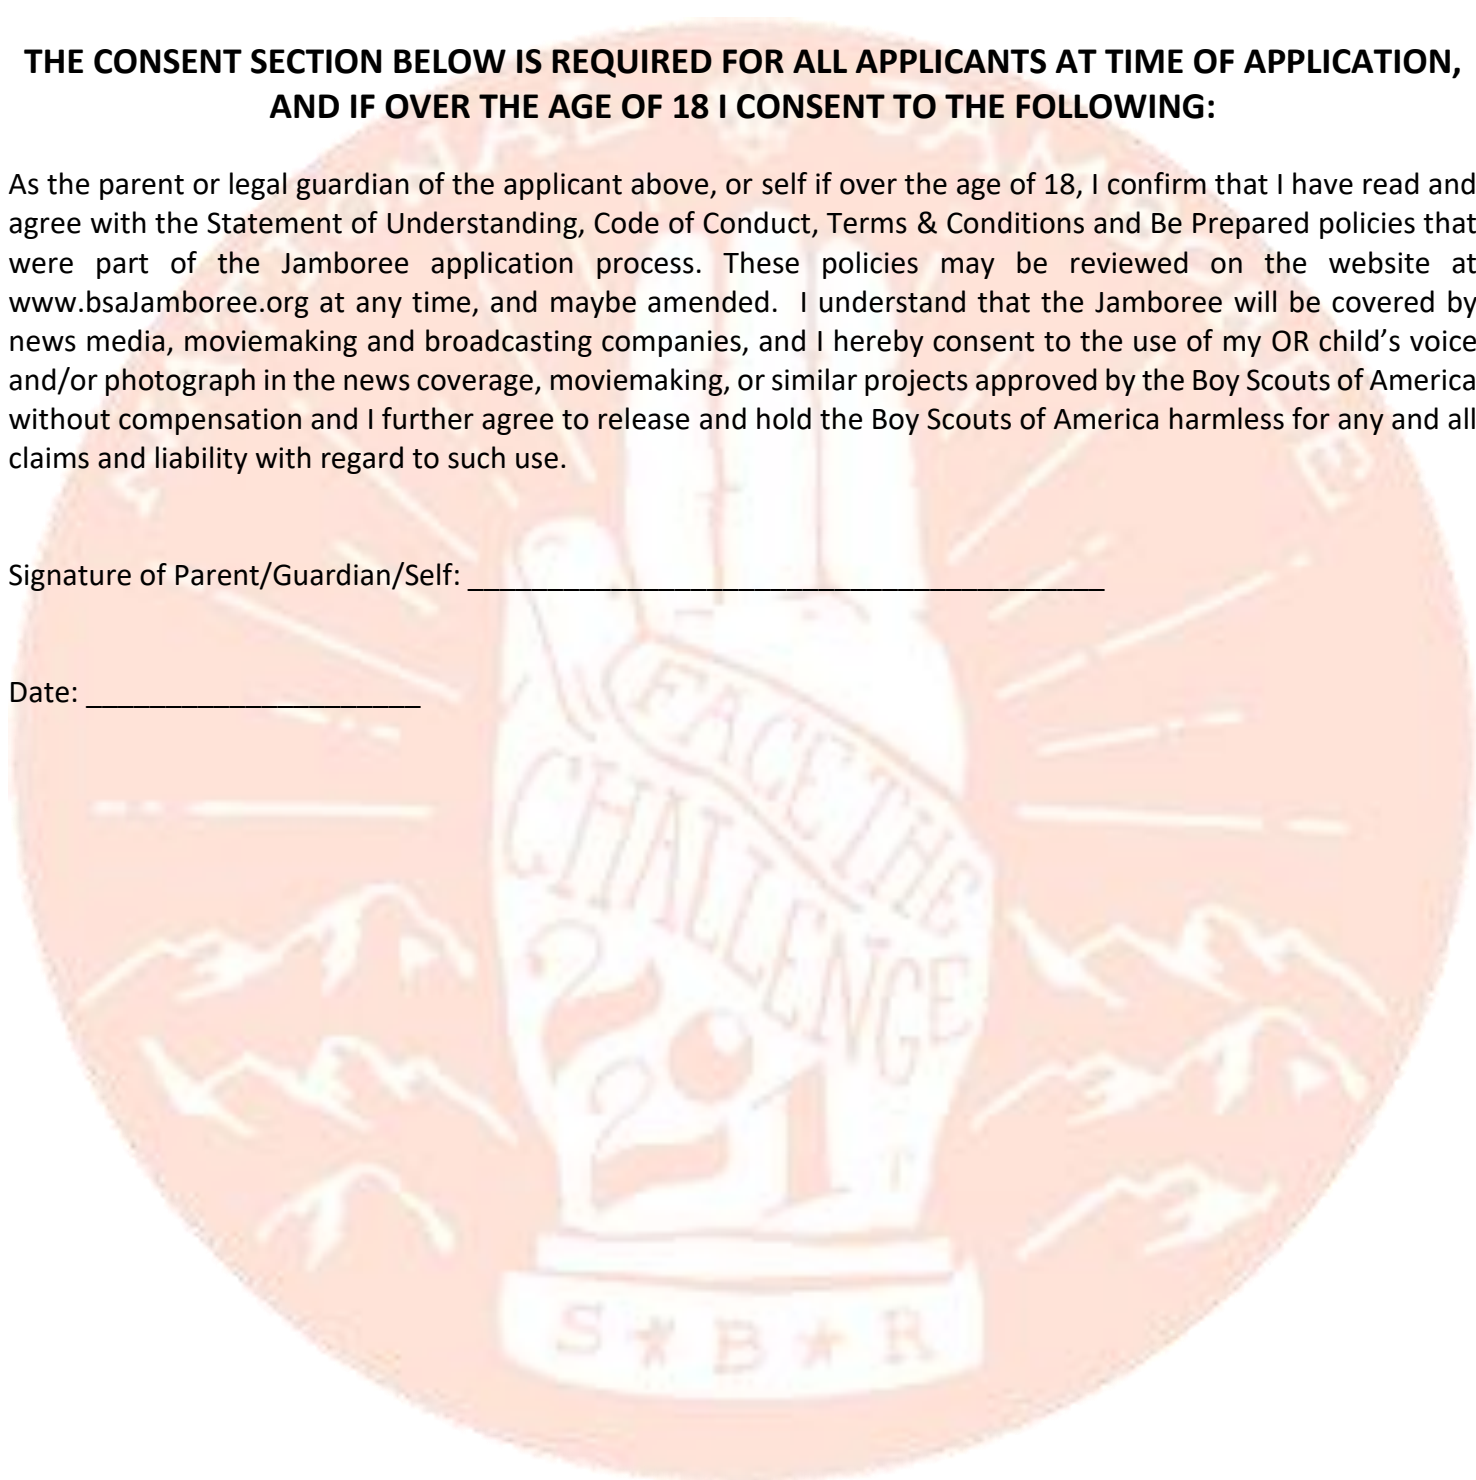 THE CONSENT SECTION BELOW IS REQUIRED FOR ALL APPLICANTS AT TIME OF APPLICATION,
AND IF OVER THE AGE OF 18 I CONSENT TO THE FOLLOWING:
As the parent or legal guardian of the applicant above, or self if over the age of 18, I confirm that I have read and
agree with the Statement of Understanding, Code of Conduct, Terms & Conditions and Be Prepared policies that
were part of the Jamboree application process. These policies may be reviewed on the website at
www.bsaJamboree.org at any time, and maybe amended. I understand that the Jamboree will be covered by
news media, moviemaking and broadcasting companies, and I hereby consent to the use of my OR child’s voice
and/or photograph in the news coverage, moviemaking, or similar projects approved by the Boy Scouts of America
without compensation and I further agree to release and hold the Boy Scouts of America harmless for any and all
claims and liability with regard to such use.
Signature of Parent/Guardian/Self: ________________________________________
Date: _____________________
NATIONAL JAMBOREE
FACE THE
CHALLENGE
2021
S B R